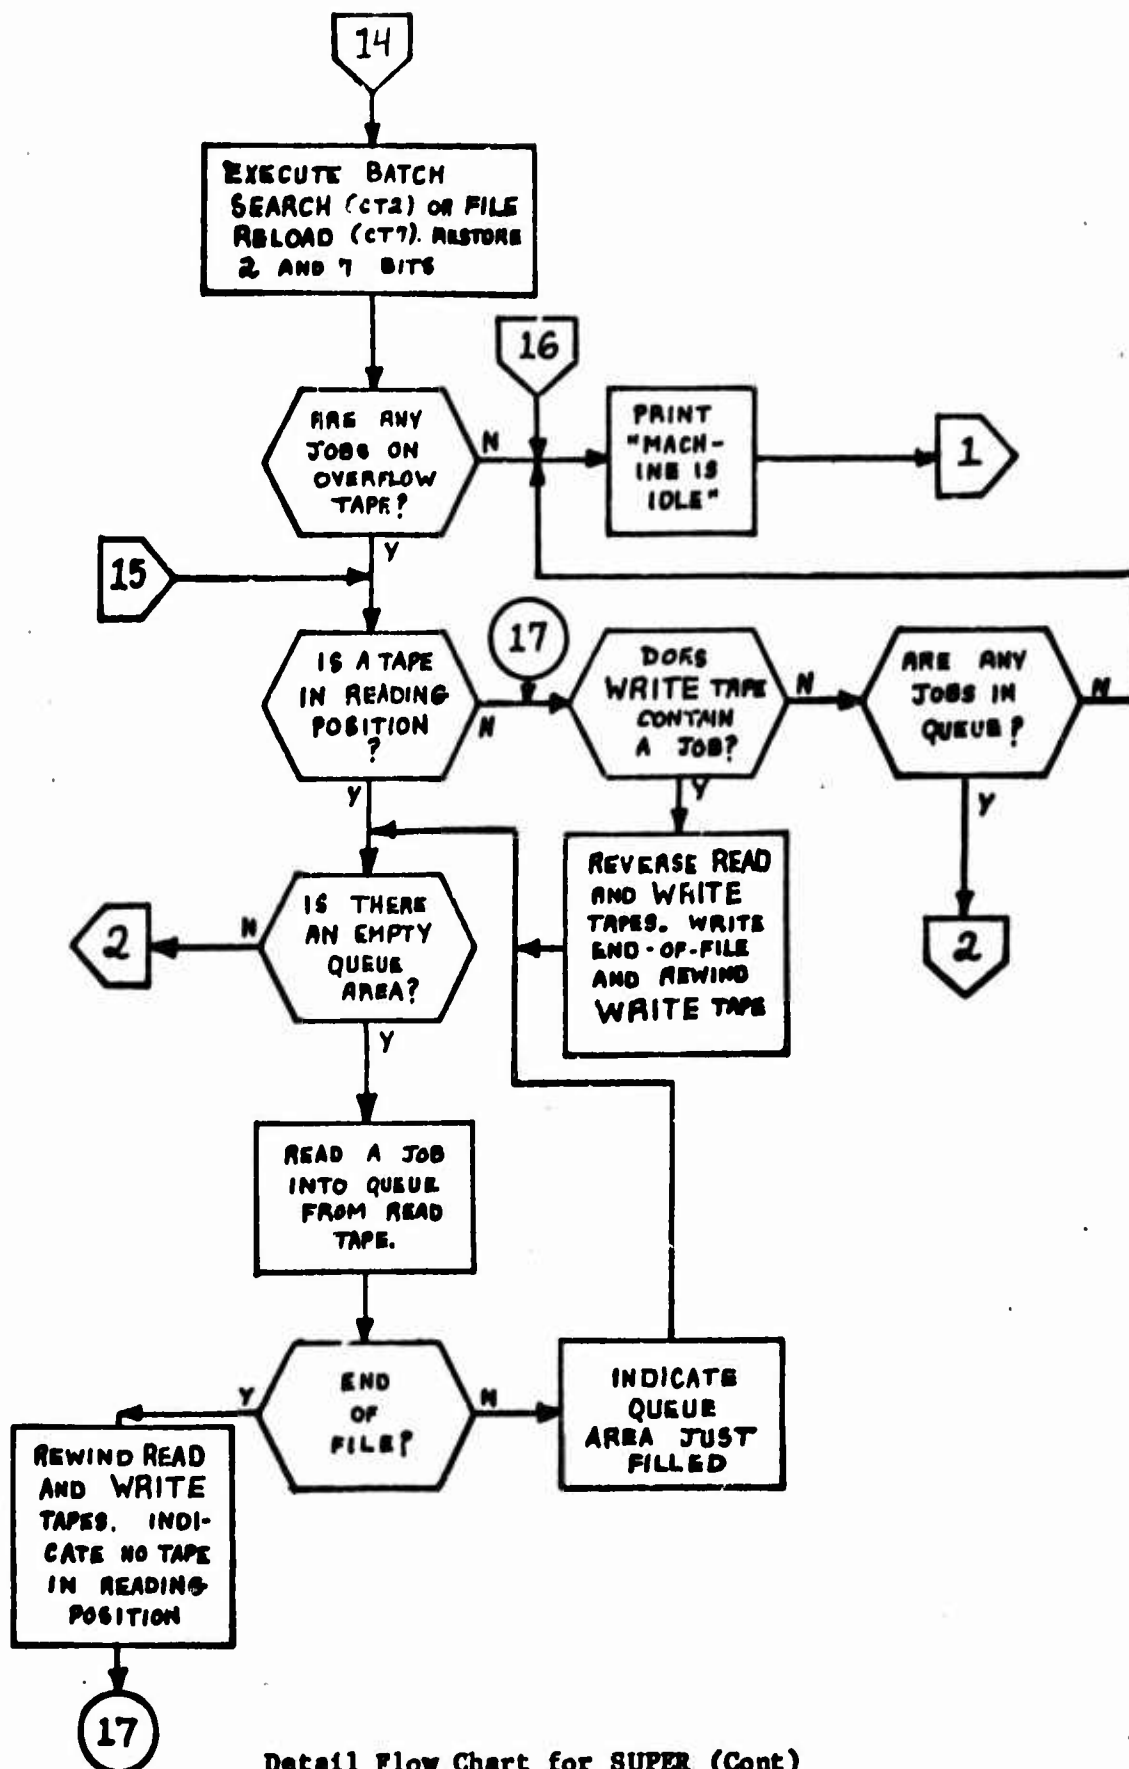 14
EXECUTE BATCH
SEARCH (CT2) OR FILE
RELOAD (CT7). RESTORE
2 AND 7 BITS
16
ARE ANY
JOBS ON
OVERFLOW
TAPE?
N
PRINT
"MACH-
INE IS
IDLE"
1
Y
15
IS A TAPE
IN READING
POSITION
?
N
17
DOES
WRITE TAPE
CONTAIN
A JOB?
N
ARE ANY
JOBS IN
QUEUE?
N
Y
Y
Y
REVERSE READ
AND WRITE
TAPES. WRITE
END-OF-FILE
AND REWIND
WRITE TAPE
2
2
N
IS THERE
AN EMPTY
QUEUE
AREA?
Y
READ A JOB
INTO QUEUE
FROM READ
TAPE.
END
OF
FILE?
Y
N
INDICATE
QUEUE
AREA JUST
FILLED
REWIND READ
AND WRITE
TAPES. INDI-
CATE NO TAPE
IN READING
POSITION
17
Detail Flow Chart for SUPER (Cont)